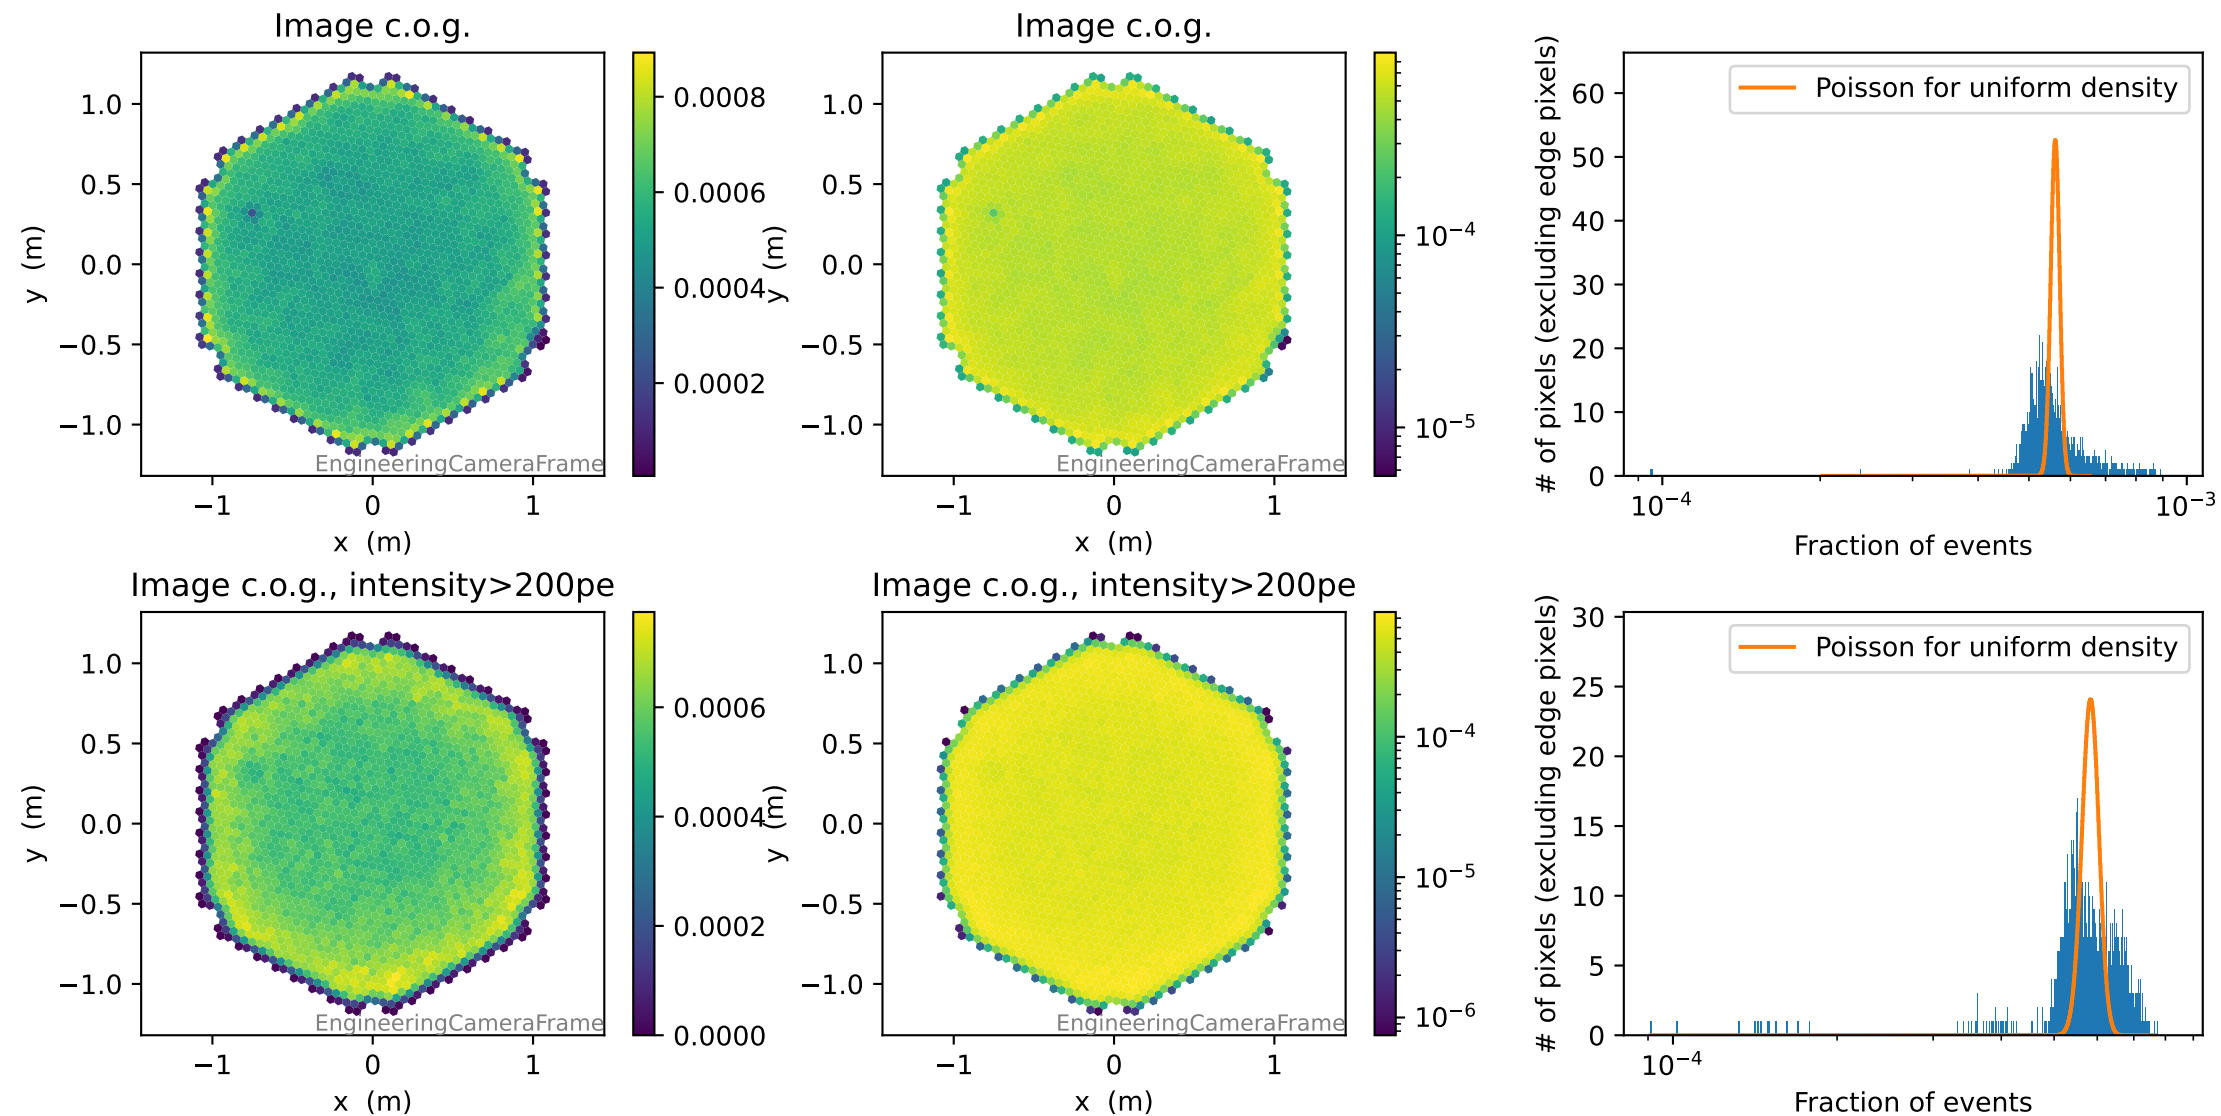 Image c.o.g.
1.0
0.5
0.0
−0.5
−1.0
y (m)
−1
0
1
x (m)
EngineeringCameraFrame
0.0008
0.0006
0.0004
0.0002
Image c.o.g.
1.0
0.5
0.0
−0.5
−1.0
y (m)
−1
0
1
x (m)
EngineeringCameraFrame
10⁻⁴
10⁻⁵
# of pixels (excluding edge pixels)
60
50
40
30
20
10
0
Poisson for uniform density
10⁻⁴
10⁻³
Fraction of events
Image c.o.g., intensity>200pe
1.0
0.5
0.0
−0.5
−1.0
y (m)
−1
0
1
x (m)
EngineeringCameraFrame
0.0006
0.0004
0.0002
0.0000
Image c.o.g., intensity>200pe
1.0
0.5
0.0
−0.5
−1.0
y (m)
−1
0
1
x (m)
EngineeringCameraFrame
10⁻⁴
10⁻⁵
10⁻⁶
# of pixels (excluding edge pixels)
30
25
20
15
10
5
0
Poisson for uniform density
10⁻⁴
Fraction of events